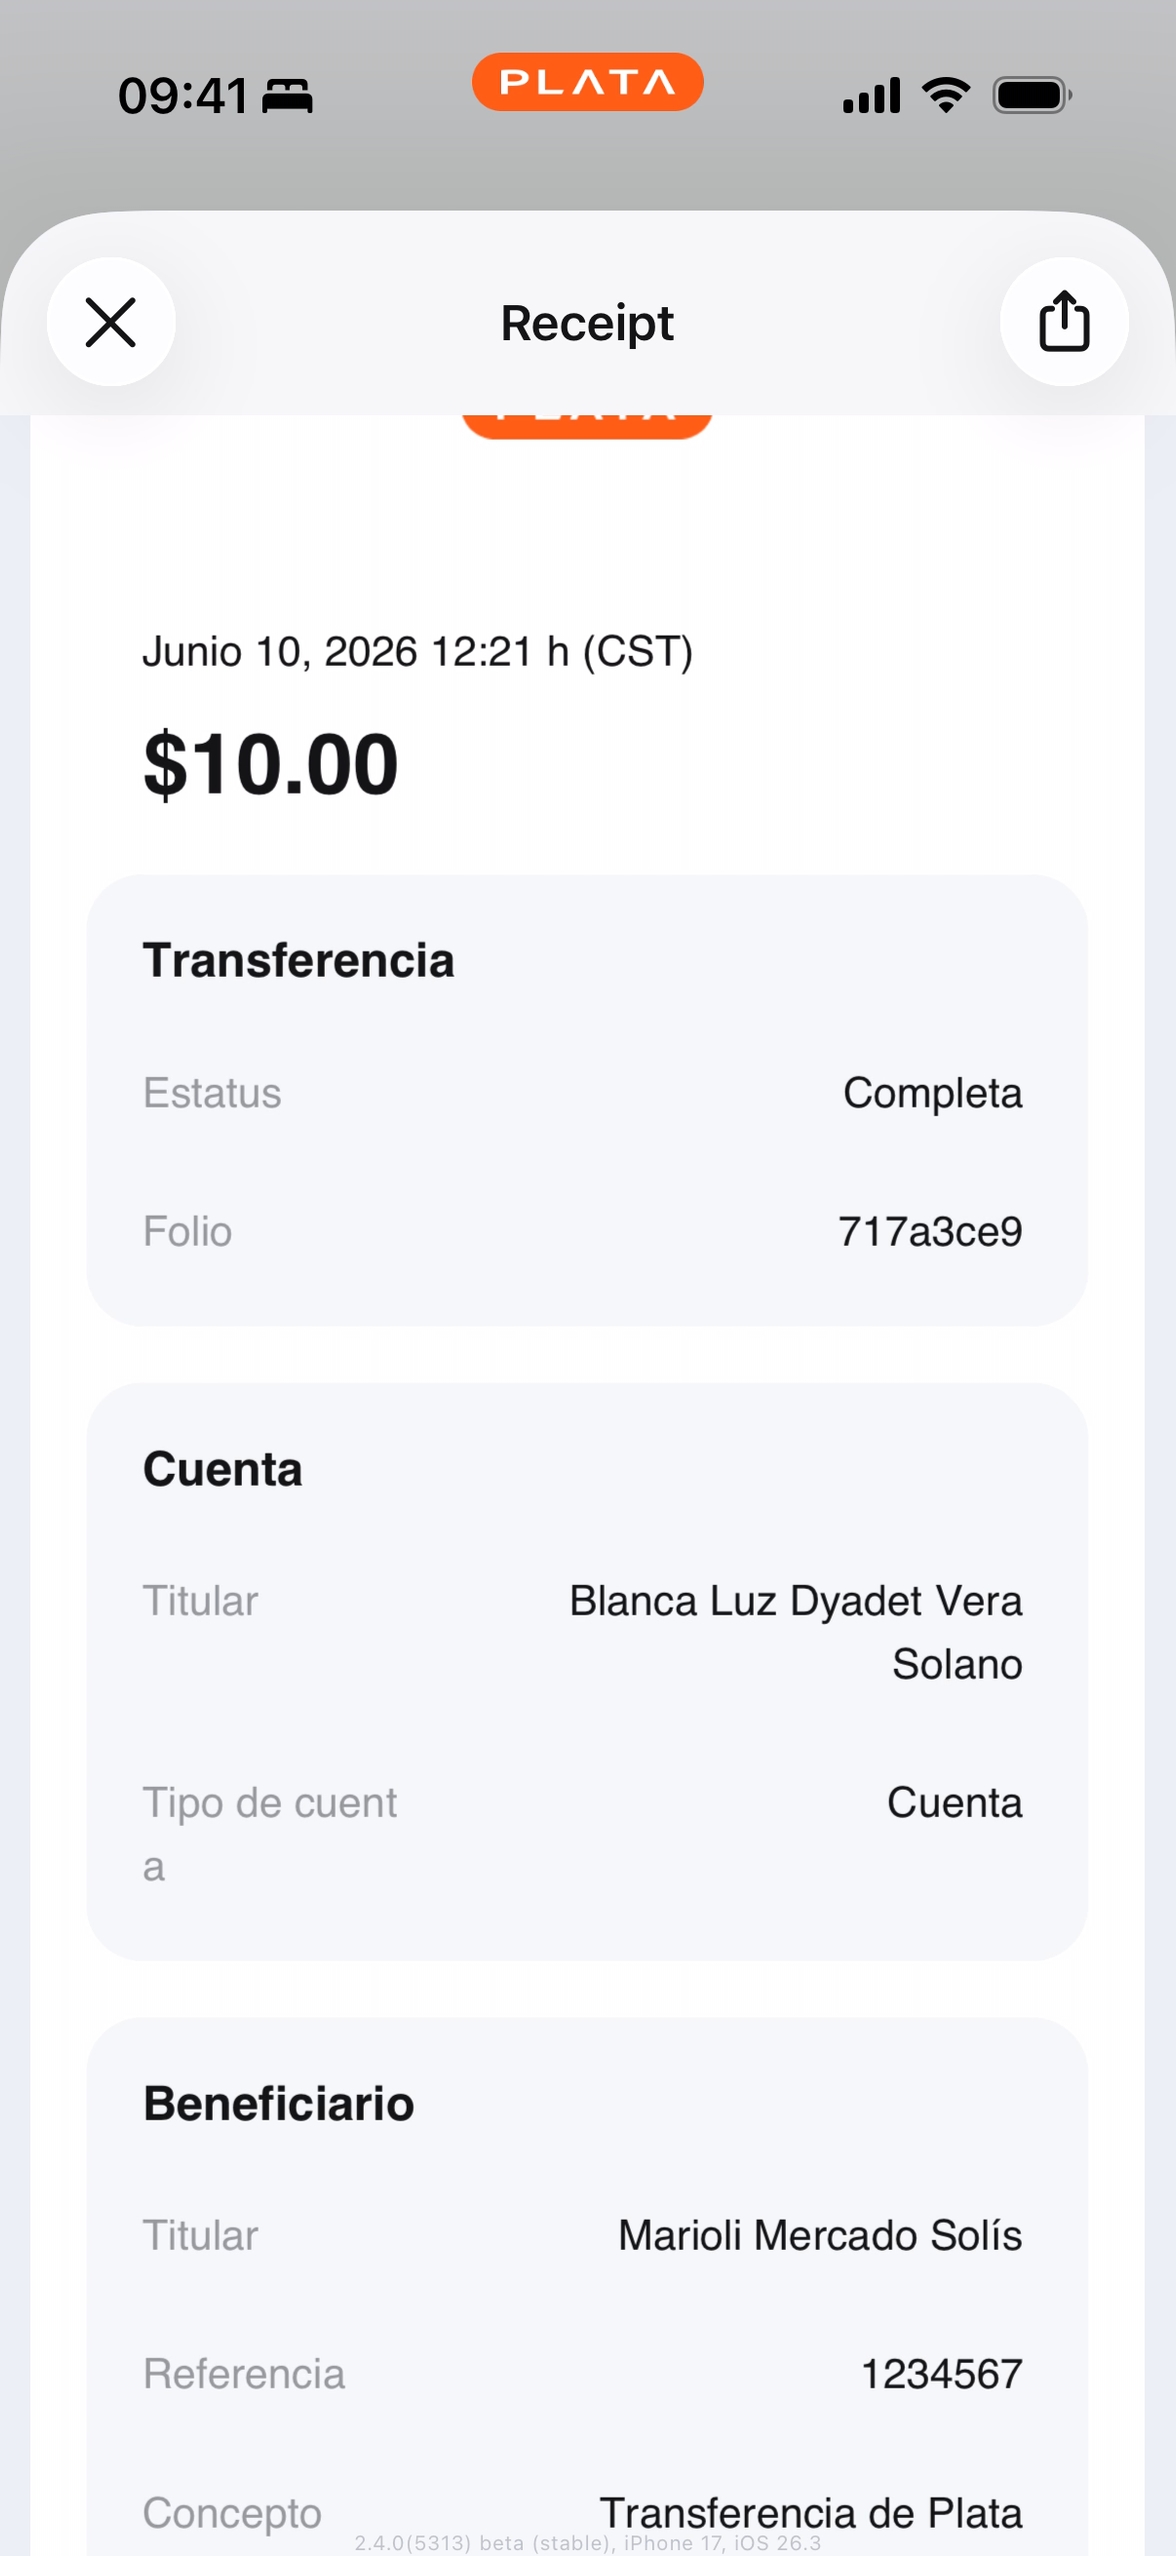 09:41
PLATA
Receipt
PLATA
Junio 10, 2026 12:21 h (CST)
$10.00
Transferencia
Estatus Completa
Folio 717a3ce9
Cuenta
Titular Blanca Luz Dyadet Vera
Solano
Tipo de cuent Cuenta
a
Beneficiario
Titular Marioli Mercado Solís
Referencia 1234567
Concepto Transferencia de Plata
2.4.0(5313) beta (stable), iPhone 17, iOS 26.3